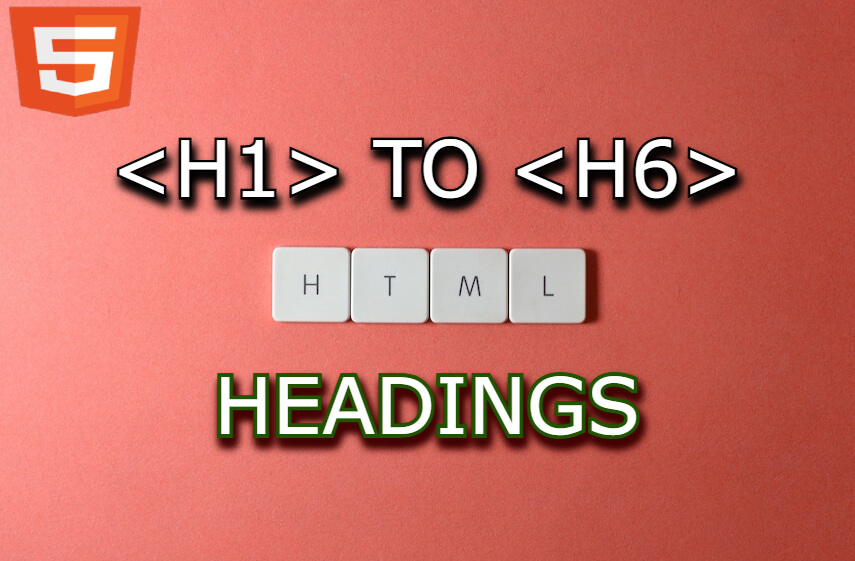 5
<H1> TO <H6>
H T M L
HEADINGS